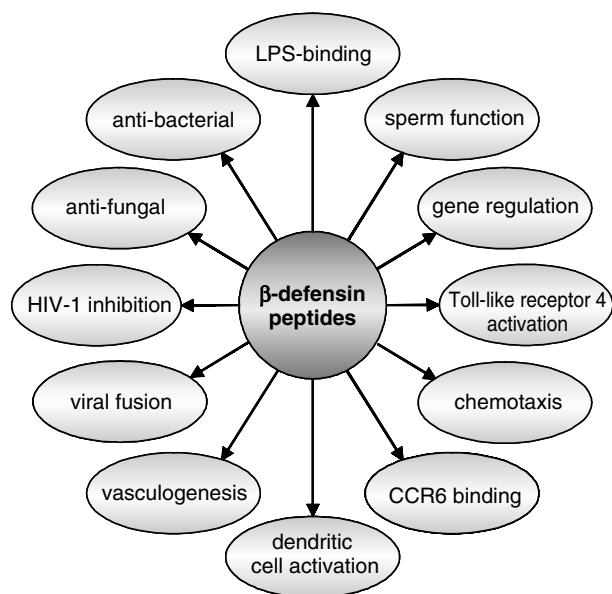 LPS-binding
anti-bacterial
sperm function
anti-fungal
gene regulation
β-defensin
peptides
HIV-1 inhibition
Toll-like receptor 4
activation
viral fusion
chemotaxis
vasculogenesis
CCR6 binding
dendritic
cell activation